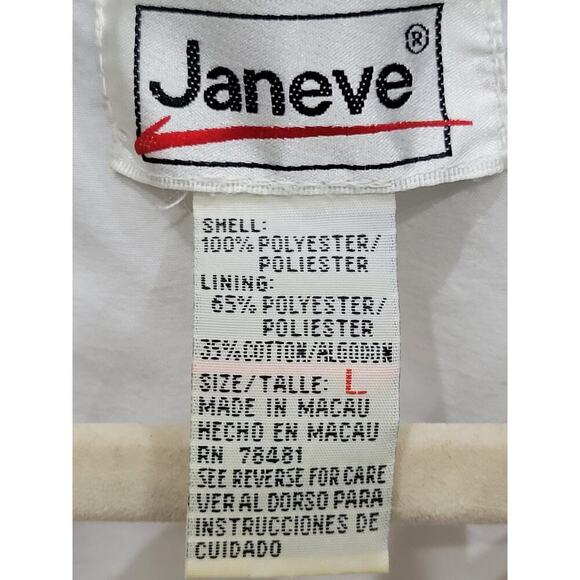 Janeve®
SHELL:
100% POLYESTER/
POLIESTER
LINING:
65% POLYESTER/
POLIESTER
35% COTTON/ALGODON
SIZE/TALLE: L
MADE IN MACAU
HECHO EN MACAU
RN 78481
SEE REVERSE FOR CARE
VER AL DORSO PARA
INSTRUCCIONES DE
CUIDADO